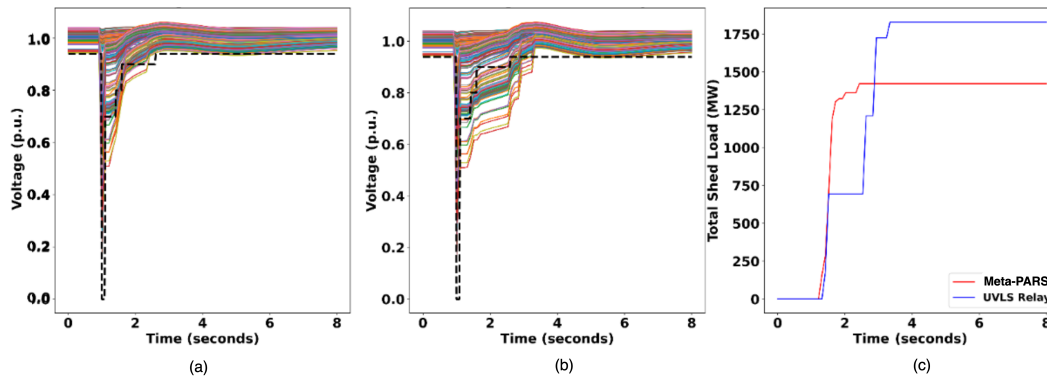 1.0
0.8
0.6
0.4
0.2
0.0
Voltage (p.u.)
0 2 4 6 8
Time (seconds)
(a)
1.0
0.8
0.6
0.4
0.2
0.0
Voltage (p.u.)
0 2 4 6 8
Time (seconds)
(b)
1750
1500
1250
1000
750
500
250
0
Total Shed Load (MW)
Meta-PARS
UVLS Relay
0 2 4 6 8
Time (seconds)
(c)